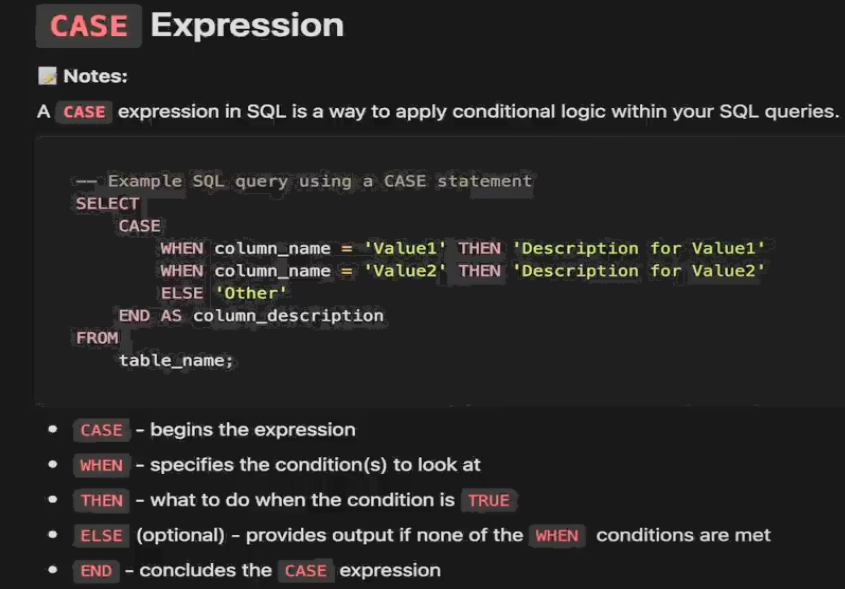 CASE Expression
📝 Notes:
A CASE expression in SQL is a way to apply conditional logic within your SQL queries.
-- Example SQL query using a CASE statement
SELECT
    CASE
        WHEN column_name = 'Value1' THEN 'Description for Value1'
        WHEN column_name = 'Value2' THEN 'Description for Value2'
        ELSE 'Other'
    END AS column_description
FROM
    table_name;
• CASE – begins the expression
• WHEN – specifies the condition(s) to look at
• THEN – what to do when the condition is TRUE
• ELSE (optional) – provides output if none of the WHEN conditions are met
• END – concludes the CASE expression